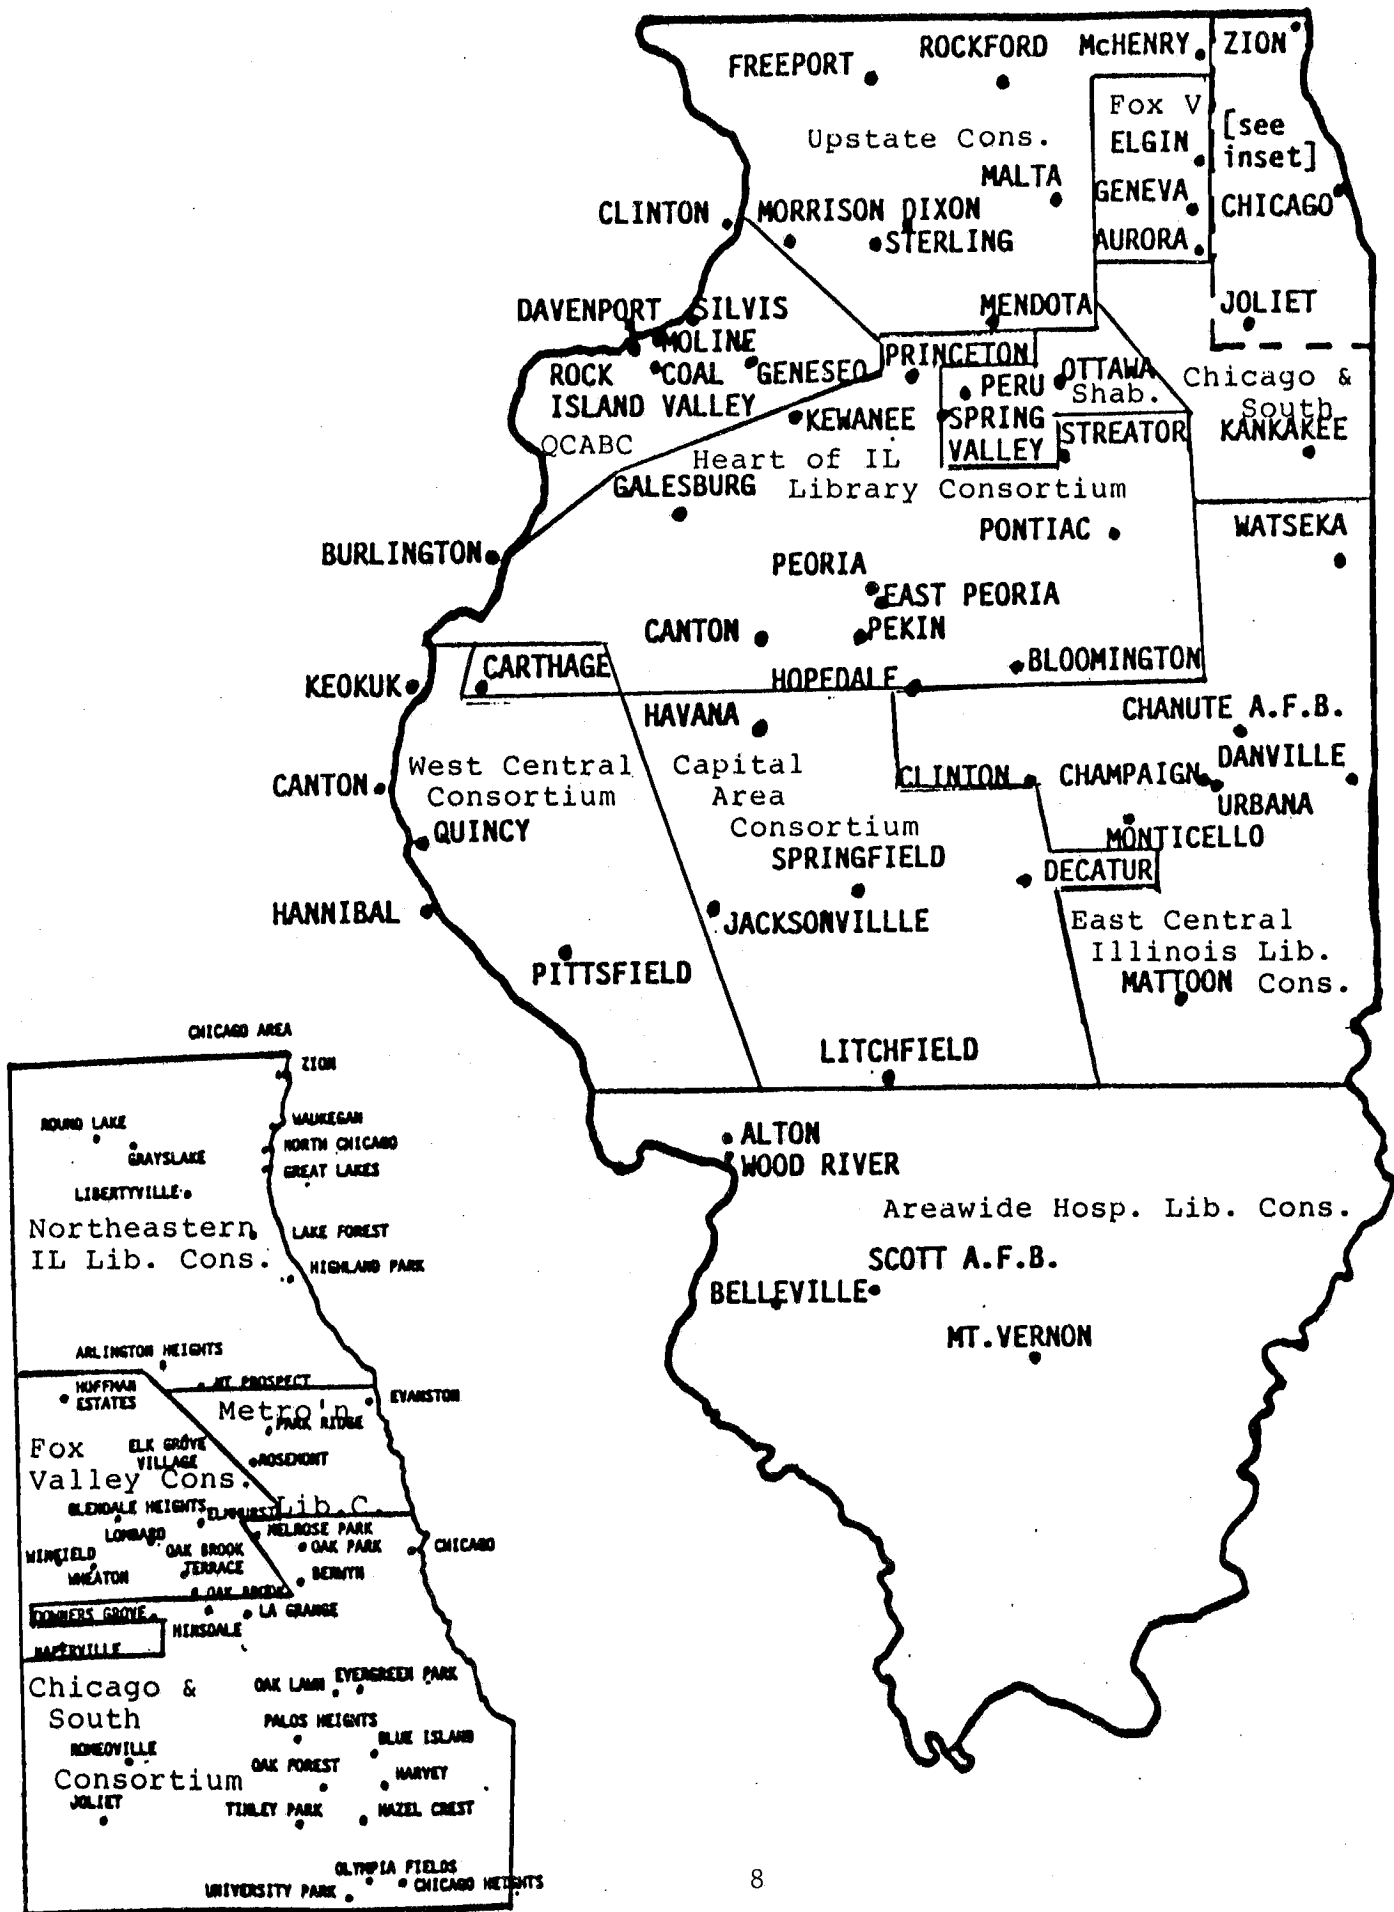 FREEPORT
ROCKFORD
McHENRY
ZION
Fox V
[see
inset]
Upstate Cons.
ELGIN
MALTA
GENEVA
CHICAGO
CLINTON
MORRISON
DIXON
STERLING
AURORA
DAVENPORT
SILVIS
MENDOTA
JOLIET
MOLINE
PRINCETON
ROCK
ISLAND
COAL
VALLEY
GENESEO
PERU
OTTAWA
Shab.
Chicago &
South
KEWANEE
SPRING
VALLEY
STREATOR
KANKAKEE
QCABC
Heart of IL
Library Consortium
GALESBURG
PONTIAC
WATSEKA
BURLINGTON
PEORIA
EAST PEORIA
CANTON
PEKIN
CARTHAGE
BLOOMINGTON
KEOKUK
HOPEDALE
HAVANA
CHANUTE A.F.B.
West Central
Consortium
Capital
Area
Consortium
CLINTON
CHAMPAIGN
DANVILLE
URBANA
CANTON
QUINCY
MONTICELLO
SPRINGFIELD
DECATUR
HANNIBAL
JACKSONVILLLE
East Central
Illinois Lib.
Cons.
PITTSFIELD
MATTOON
LITCHFIELD
ALTON
WOOD RIVER
Areawide Hosp. Lib. Cons.
SCOTT A.F.B.
BELLEVILLE
MT.VERNON
CHICAGO AREA
ZION
ROUND LAKE
WAUKEGAN
GRAYSLAKE
NORTH CHICAGO
GREAT LAKES
LIBERTYVILLE
Northeastern
IL Lib. Cons.
LAKE FOREST
HIGHLAND PARK
ARLINGTON HEIGHTS
HOFFMAN
ESTATES
MT PROSPECT
EVANSTON
Metro'n
PARK RIDGE
Fox
Valley Cons.
ELK GROVE
VILLAGE
ROSEMONT
Lib.C.
GLENDALE HEIGHTS
ELMHURST
MELROSE PARK
LOMBARD
OAK PARK
CHICAGO
WINFIELD
OAK BROOK
TERRACE
WHEATON
BERWYN
OAK BROOK
DOWNERS GROVE
LA GRANGE
HINSDALE
NAPERVILLE
Chicago &
South
Consortium
OAK LAWN
EVERGREEN PARK
PALOS HEIGHTS
BLUE ISLAND
ROMEOVILLE
OAK FOREST
HARVEY
JOLIET
TINLEY PARK
HAZEL CREST
OLYMPIA FIELDS
CHICAGO HEIGHTS
UNIVERSITY PARK
8